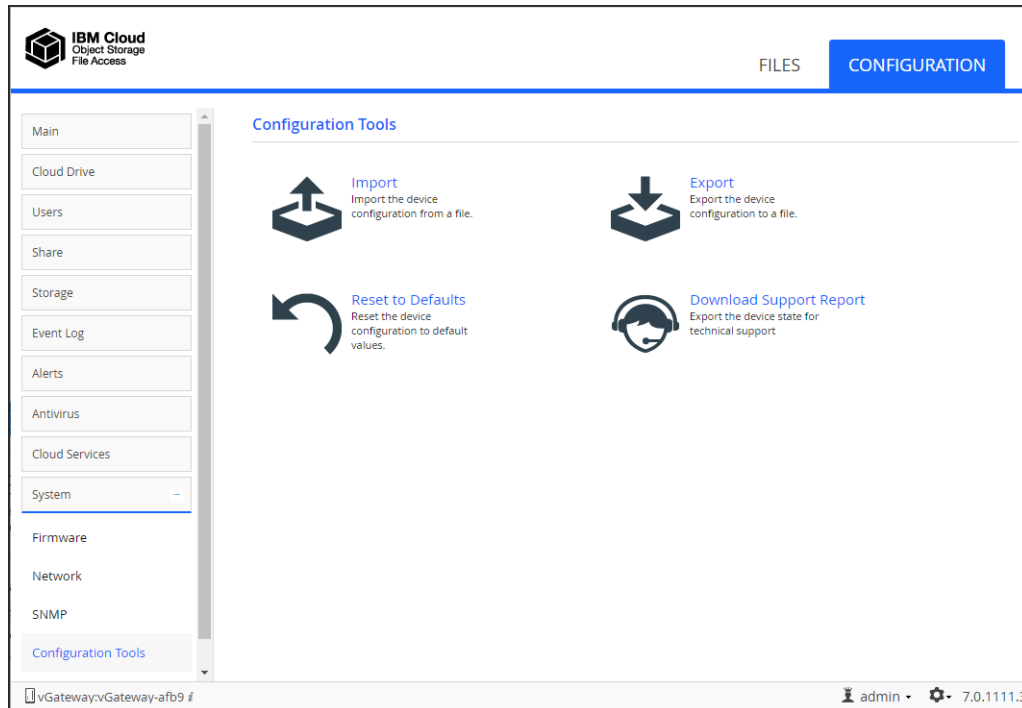 IBM Cloud
Object Storage
File Access
FILES
CONFIGURATION
Main
Cloud Drive
Users
Share
Storage
Event Log
Alerts
Antivirus
Cloud Services
System
Firmware
Network
SNMP
Configuration Tools
Configuration Tools
Import
Import the device
configuration from a file.
Export
Export the device
configuration to a file.
Reset to Defaults
Reset the device
configuration to default
values.
Download Support Report
Export the device state for
technical support
vGateway:vGateway-afb9 i
admin
7.0.1111.3